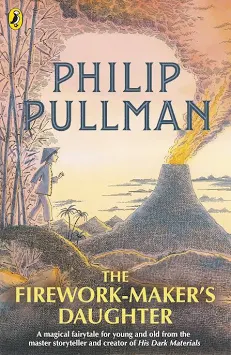 PHILIP
PULLMAN
THE
FIREWORK-MAKER'S
DAUGHTER
A magical fairytale for young and old from the
master storyteller and creator of His Dark Materials